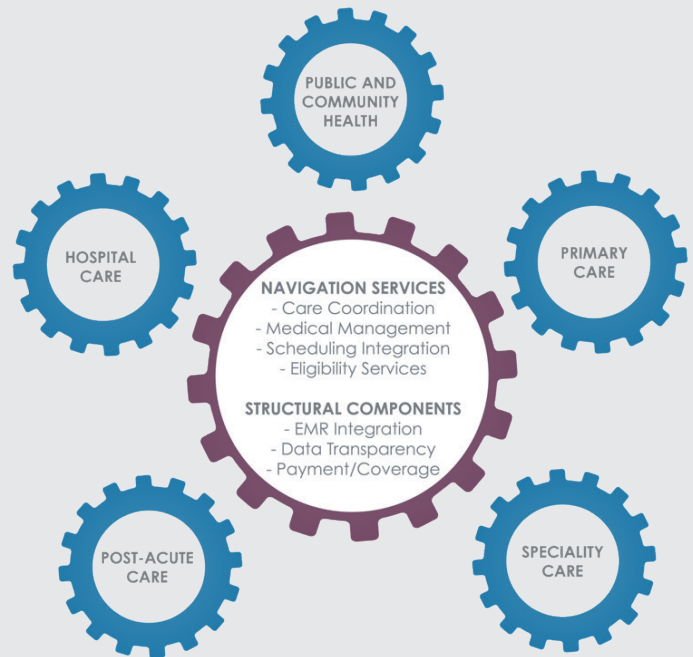 PUBLIC AND
COMMUNITY
HEALTH
HOSPITAL
CARE
PRIMARY
CARE
NAVIGATION SERVICES
- Care Coordination
- Medical Management
- Scheduling Integration
- Eligibility Services
STRUCTURAL COMPONENTS
- EMR Integration
- Data Transparency
- Payment/Coverage
POST-ACUTE
CARE
SPECIALITY
CARE